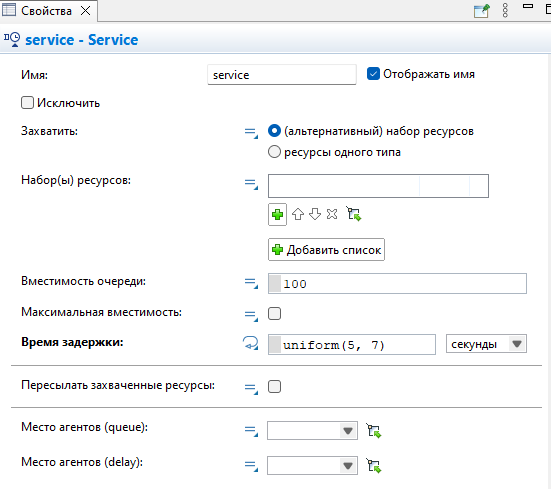 Свойства
service - Service
Имя:
service
Отображать имя
Исключить
Захватить:
(альтернативный) набор ресурсов
ресурсы одного типа
Набор(ы) ресурсов:
Добавить список
Вместимость очереди:
100
Максимальная вместимость:
Время задержки:
uniform(5, 7)
секунды
Пересылать захваченные ресурсы:
Место агентов (queue):
Место агентов (delay):